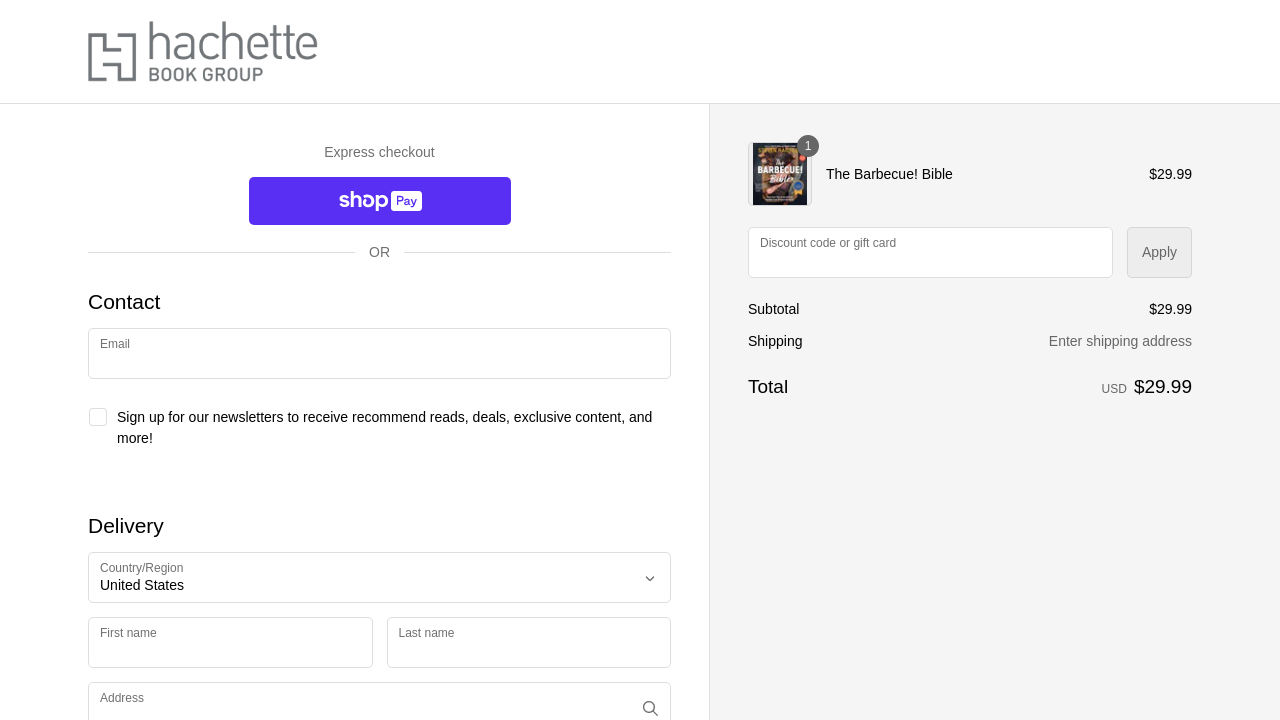 hachette
BOOK GROUP
Express checkout
shop Pay
OR
Contact
Email
Sign up for our newsletters to receive recommend reads, deals, exclusive content, and
more!
Delivery
Country/Region
United States
First name
Last name
Address
1
The
BARBECUE!
Bible
The Barbecue! Bible
$29.99
Discount code or gift card
Apply
Subtotal
$29.99
Shipping
Enter shipping address
Total
USD $29.99